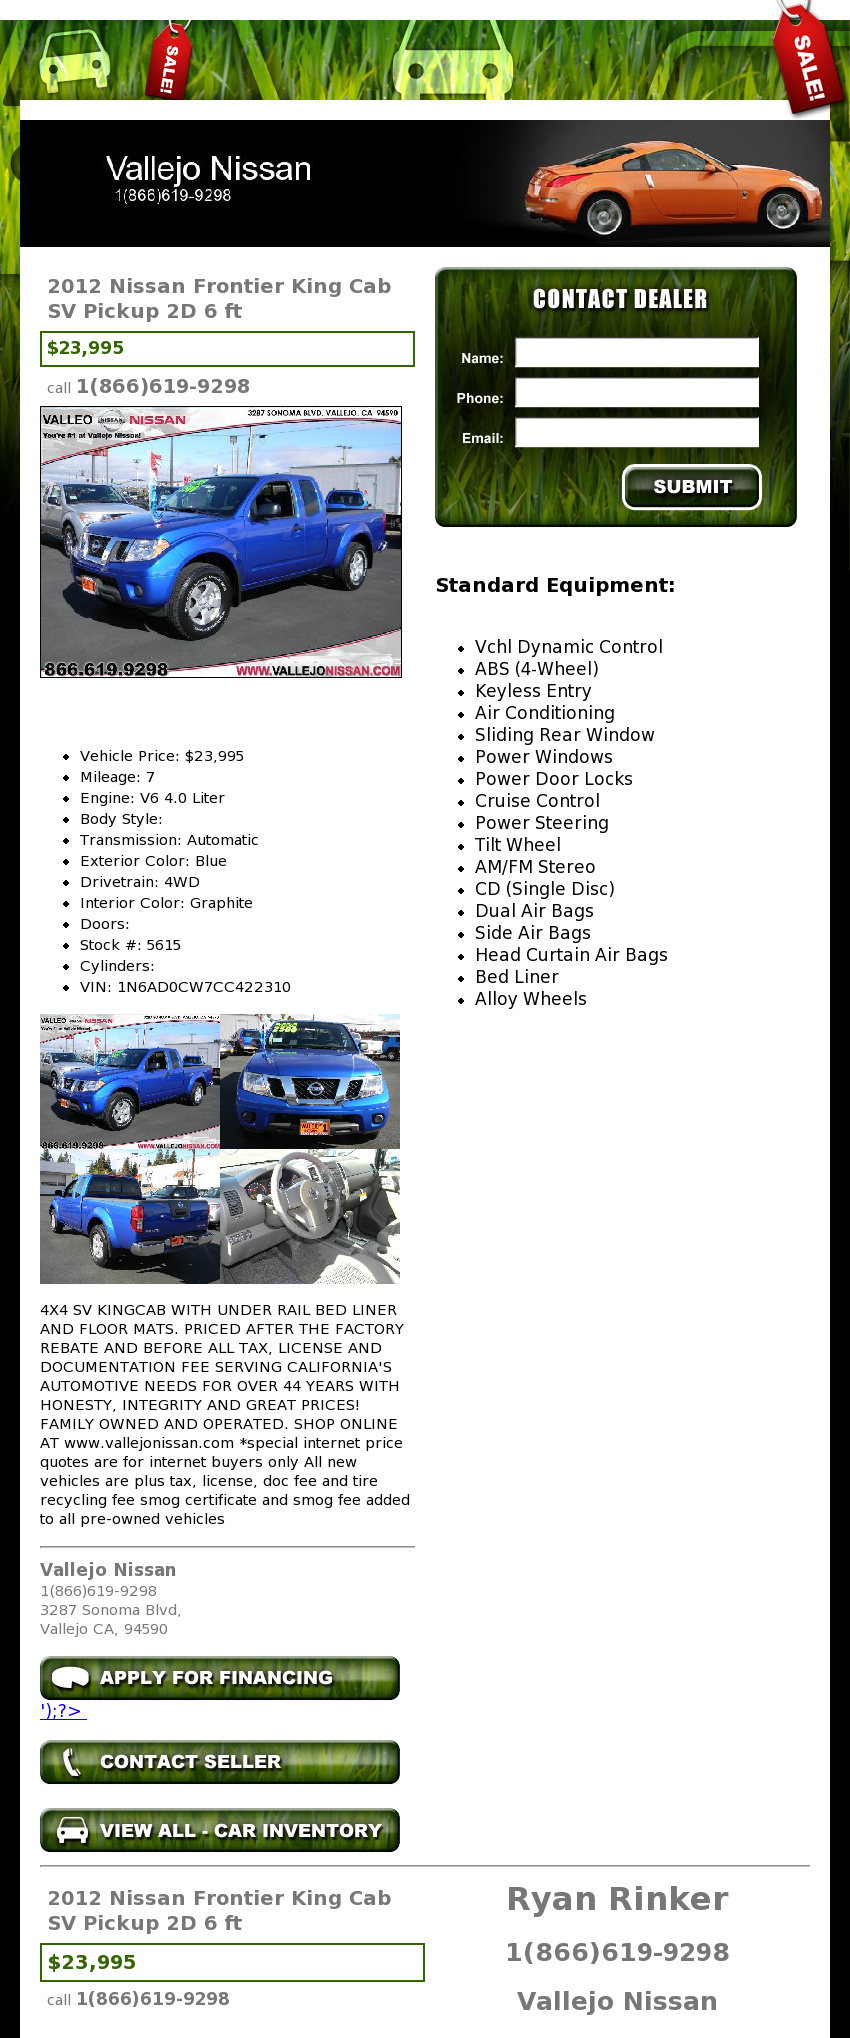 SALE!
SALE!
Vallejo Nissan
1(866)619-9298
2012 Nissan Frontier King Cab
SV Pickup 2D 6 ft
$23,995
call 1(866)619-9298
VALLEO NISSAN NISSAN
3287 SONOMA BLVD. VALLEJO, CA 94590
You're #1 at Vallejo Nissan!
866.619.9298
WWW.VALLEJONISSAN.COM
CONTACT DEALER
Name:
Phone:
Email:
SUBMIT
Standard Equipment:
Vchl Dynamic Control
ABS (4-Wheel)
Keyless Entry
Air Conditioning
Sliding Rear Window
Power Windows
Power Door Locks
Cruise Control
Power Steering
Tilt Wheel
AM/FM Stereo
CD (Single Disc)
Dual Air Bags
Side Air Bags
Head Curtain Air Bags
Bed Liner
Alloy Wheels
Vehicle Price: $23,995
Mileage: 7
Engine: V6 4.0 Liter
Body Style:
Transmission: Automatic
Exterior Color: Blue
Drivetrain: 4WD
Interior Color: Graphite
Doors:
Stock #: 5615
Cylinders:
VIN: 1N6AD0CW7CC422310
VALLEO NISSAN
866.619.9298
WWW.VALLEJONISSAN.COM
4X4 SV KINGCAB WITH UNDER RAIL BED LINER
AND FLOOR MATS. PRICED AFTER THE FACTORY
REBATE AND BEFORE ALL TAX, LICENSE AND
DOCUMENTATION FEE SERVING CALIFORNIA'S
AUTOMOTIVE NEEDS FOR OVER 44 YEARS WITH
HONESTY, INTEGRITY AND GREAT PRICES!
FAMILY OWNED AND OPERATED. SHOP ONLINE
AT www.vallejonissan.com *special internet price
quotes are for internet buyers only All new
vehicles are plus tax, license, doc fee and tire
recycling fee smog certificate and smog fee added
to all pre-owned vehicles
Vallejo Nissan
1(866)619-9298
3287 Sonoma Blvd,
Vallejo CA, 94590
APPLY FOR FINANCING
');?>
CONTACT SELLER
VIEW ALL - CAR INVENTORY
2012 Nissan Frontier King Cab
SV Pickup 2D 6 ft
$23,995
call 1(866)619-9298
Ryan Rinker
1(866)619-9298
Vallejo Nissan